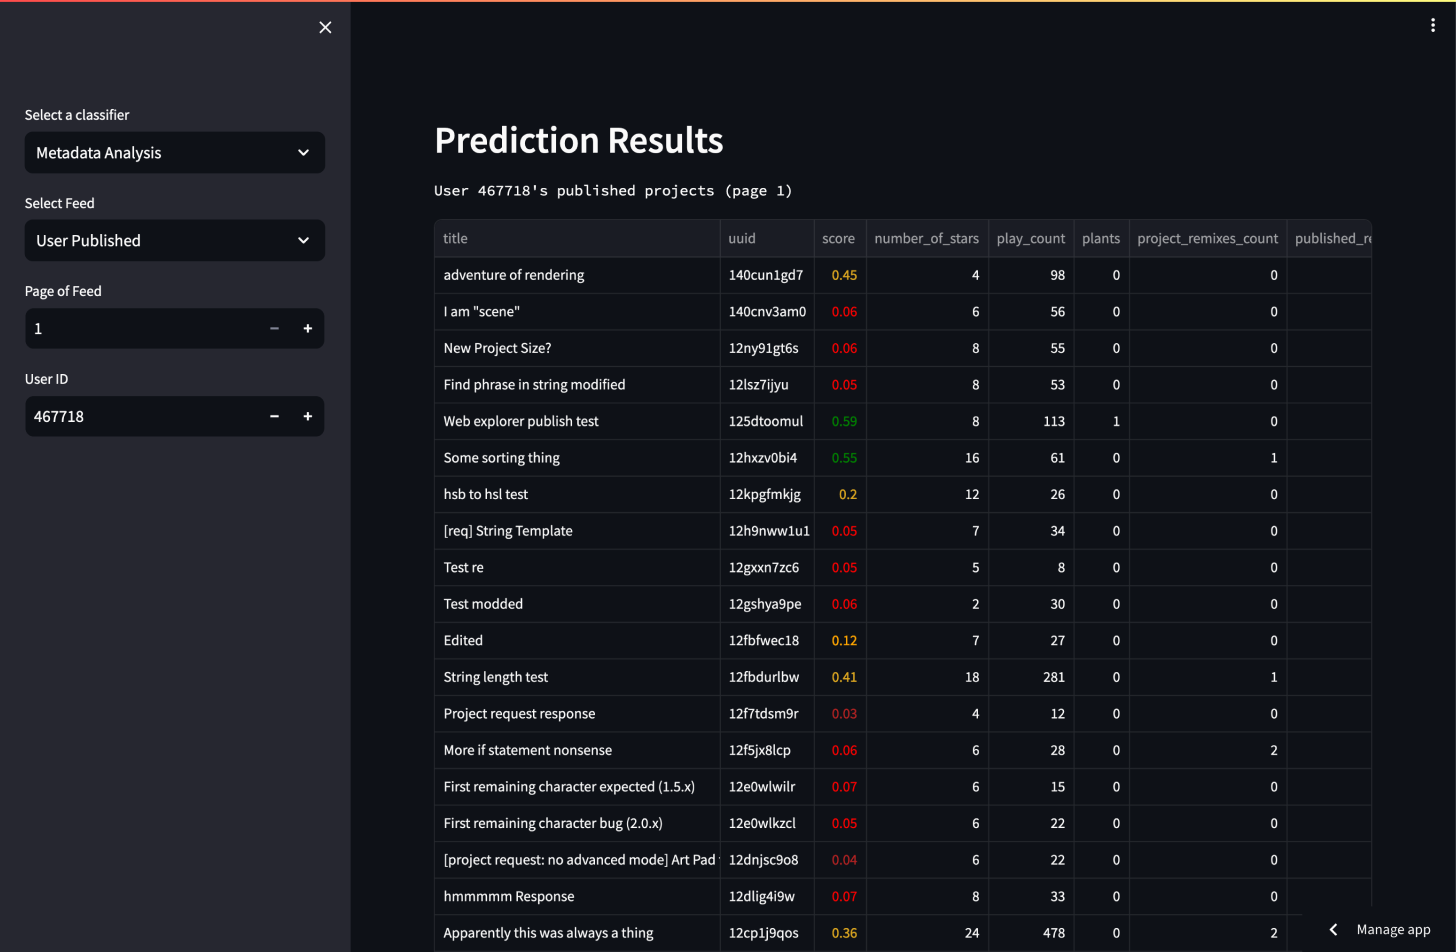 Select a classifier
Metadata Analysis
Select Feed
User Published
Page of Feed
1
User ID
467718
Prediction Results
User 467718's published projects (page 1)
title uuid score number_of_stars play_count plants project_remixes_count published_re
adventure of rendering 140cun1gd7 0.45 4 98 0 0
I am "scene" 140cnv3am0 0.06 6 56 0 0
New Project Size? 12ny91gt6s 0.06 8 55 0 0
Find phrase in string modified 12lsz7ijyu 0.05 8 53 0 0
Web explorer publish test 125dtoomul 0.59 8 113 1 0
Some sorting thing 12hxzv0bi4 0.55 16 61 0 1
hsb to hsl test 12kpgfmkjg 0.2 12 26 0 0
[req] String Template 12h9nww1u1 0.05 7 34 0 0
Test re 12gxxn7zc6 0.05 5 8 0 0
Test modded 12gshya9pe 0.06 2 30 0 0
Edited 12fbfwec18 0.12 7 27 0 0
String length test 12fbdurlbw 0.41 18 281 0 1
Project request response 12f7tdsm9r 0.03 4 12 0 0
More if statement nonsense 12f5jx8lcp 0.06 6 28 0 2
First remaining character expected (1.5.x) 12e0wlwilr 0.07 6 15 0 0
First remaining character bug (2.0.x) 12e0wlkzcl 0.05 6 22 0 0
[project request: no advanced mode] Art Pad 12dnjsc9o8 0.04 6 22 0 0
hmmmmm Response 12dlig4i9w 0.07 8 33 0 0
Apparently this was always a thing 12cp1j9qos 0.36 24 478 0 2
Manage app